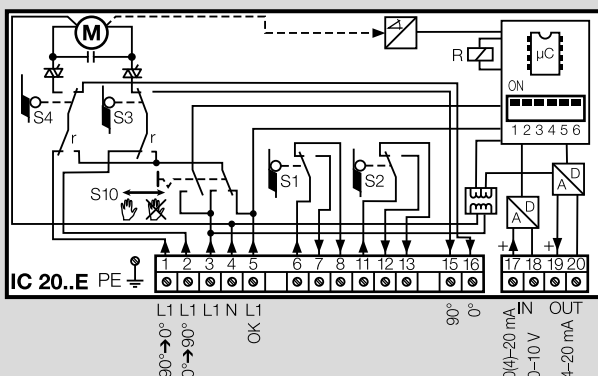 M
R
µC
ON
1 2 3 4 5 6
S4
S3
r
r
S10
S1
S2
A D
D A
IC 20..E
PE
1 2 3 4 5 6 7 8 11 12 13 15 16 17 18 19 20
+
+
L1 L1 L1 N L1
90°→0°
0°→90°
OK
90°
0°
IN
OUT
0(4)–20 mA
0–10 V
4–20 mA